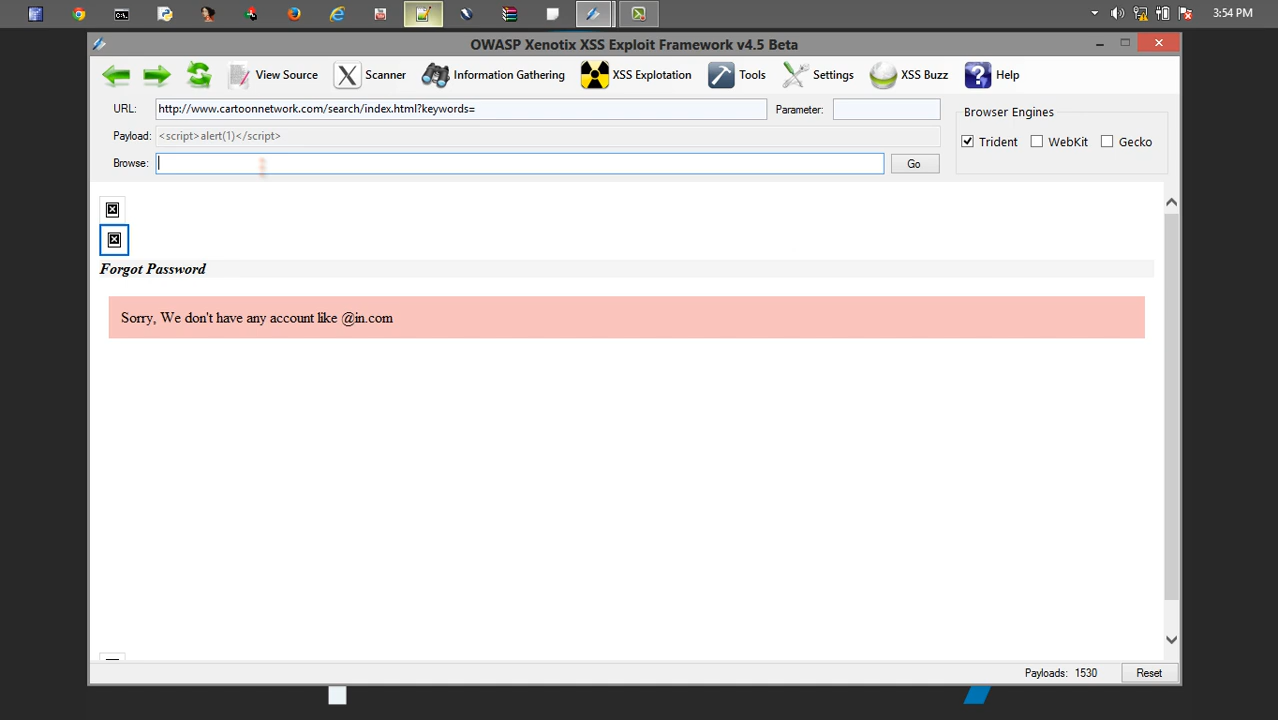 3:54 PM
OWASP Xenotix XSS Exploit Framework v4.5 Beta
View Source
X Scanner
Information Gathering
XSS Explotation
Tools
Settings
XSS Buzz
? Help
URL: http://www.cartoonnetwork.com/search/index.html?keywords=
Parameter:
Browser Engines
Payload: <script>alert(1)</script>
Trident
WebKit
Gecko
Browse:
Go
Forgot Password
Sorry, We don't have any account like @in.com
Payloads: 1530
Reset